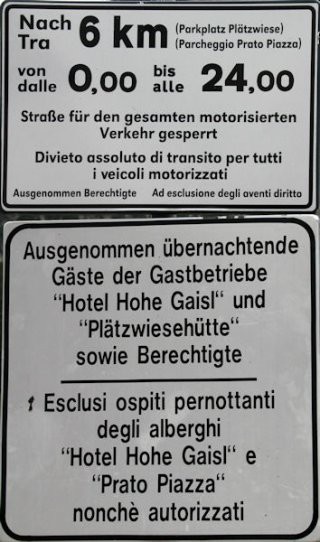 Nach
Tra 6 km (Parkplatz Plätzwiese)
(Parcheggio Prato Piazza)
von
dalle 0,00 bis
alle 24,00
Straße für den gesamten motorisierten
Verkehr gesperrt
Divieto assoluto di transito per tutti
i veicoli motorizzati
Ausgenommen Berechtigte Ad esclusione degli aventi diritto
Ausgenommen übernachtende
Gäste der Gastbetriebe
"Hotel Hohe Gaisl" und
"Plätzwiesehütte"
sowie Berechtigte
Esclusi ospiti pernottanti
degli alberghi
"Hotel Hohe Gaisl" e
"Prato Piazza"
nonchè autorizzati